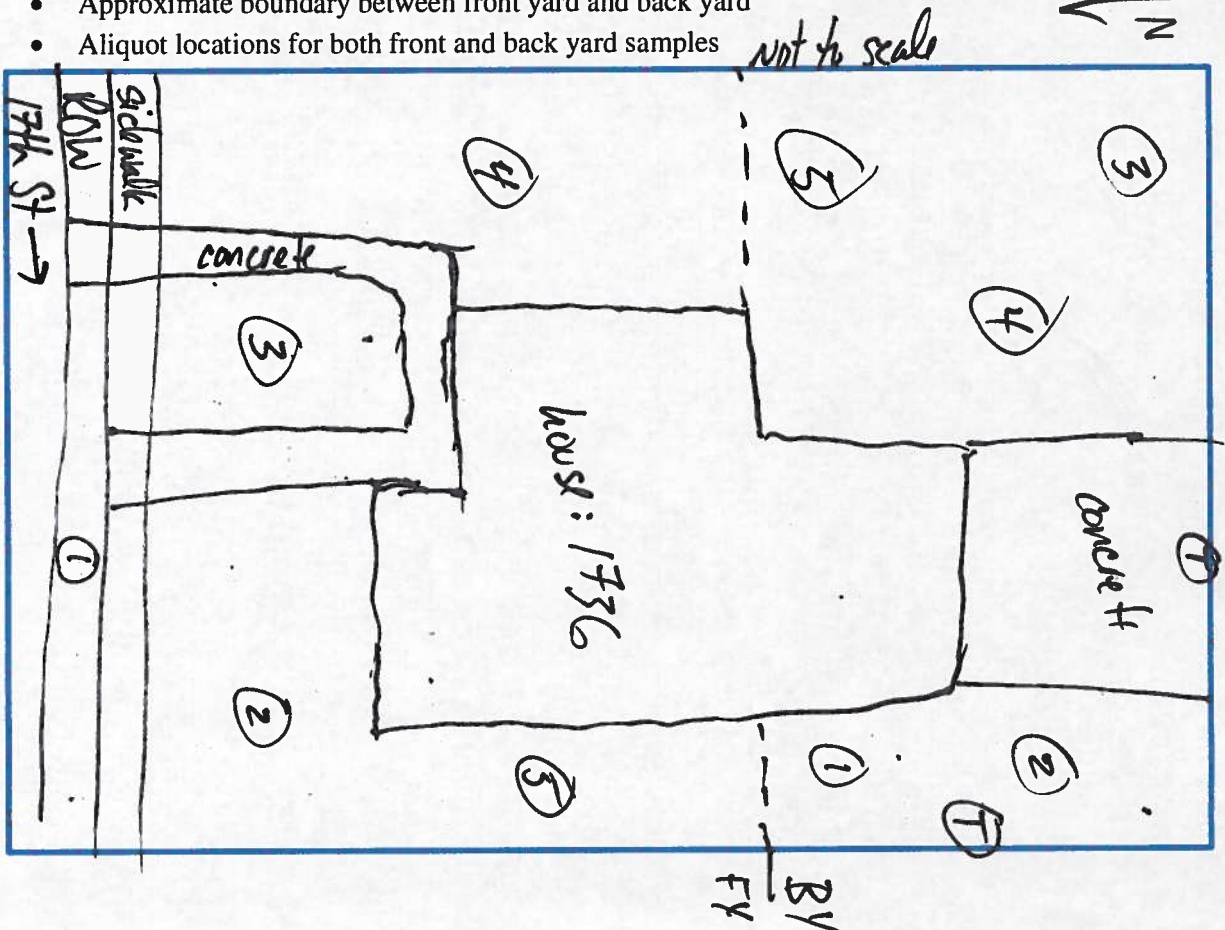 • Approximate boundary between front yard and back yard
• Aliquot locations for both front and back yard samples
Not to scale
N
17th St →
ROW
Sidewalk
concrete
4
5
3
3
4
house: 1736
concrete
T
1
2
5
1
2
T
BY
FY